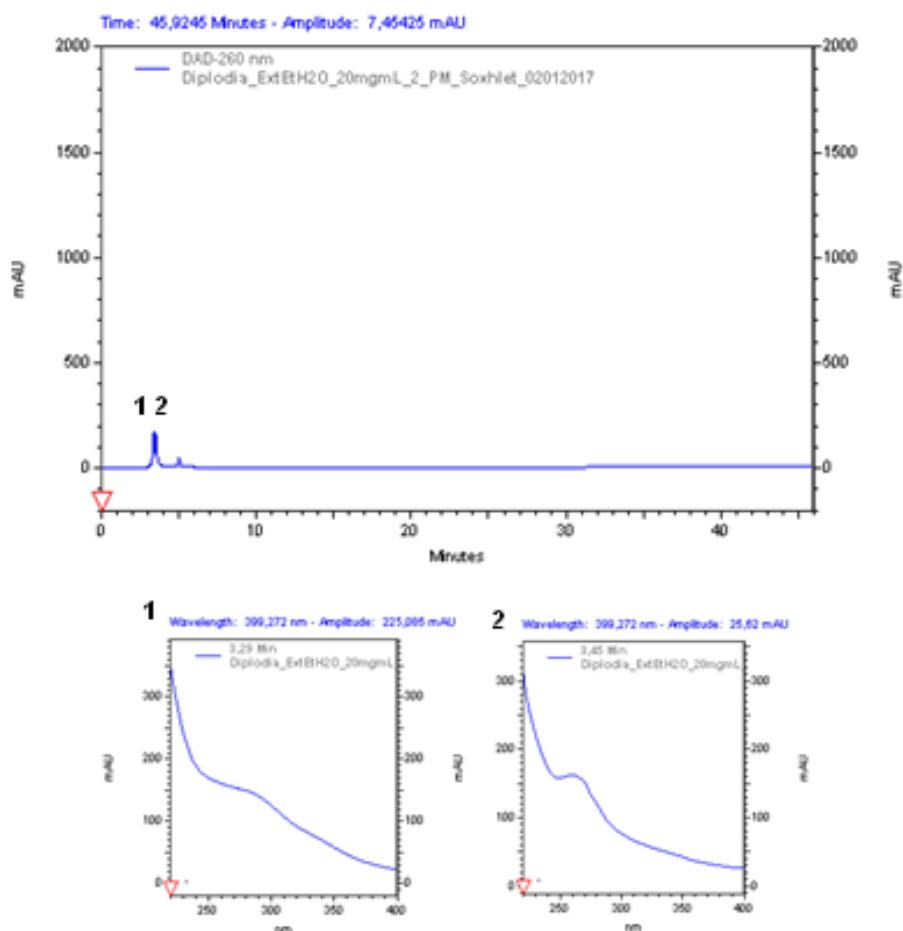 Time: 45,9245 Minutes - Amplitude: 7,45425 mAU
2000
2000
DAD-260 nm
Diplodia_ExtEtH2O_20mgmL_2_PM_Soxhlet_02012017
1500
1500
mAU
1000
1000
mAU
500
500
1 2
0
0
0
10
20
30
40
Minutes
1
Wavelength: 399,272 nm - Amplitude: 225,085 mAU
3,29 Min
Diplodia_ExtEtH2O_20mgmL
300
300
mAU
200
200
mAU
100
100
0
0
250
300
350
400
nm
2
Wavelength: 399,272 nm - Amplitude: 25,62 mAU
3,45 Min
Diplodia_ExtEtH2O_20mgmL
300
300
mAU
200
200
mAU
100
100
0
0
250
300
350
400
nm